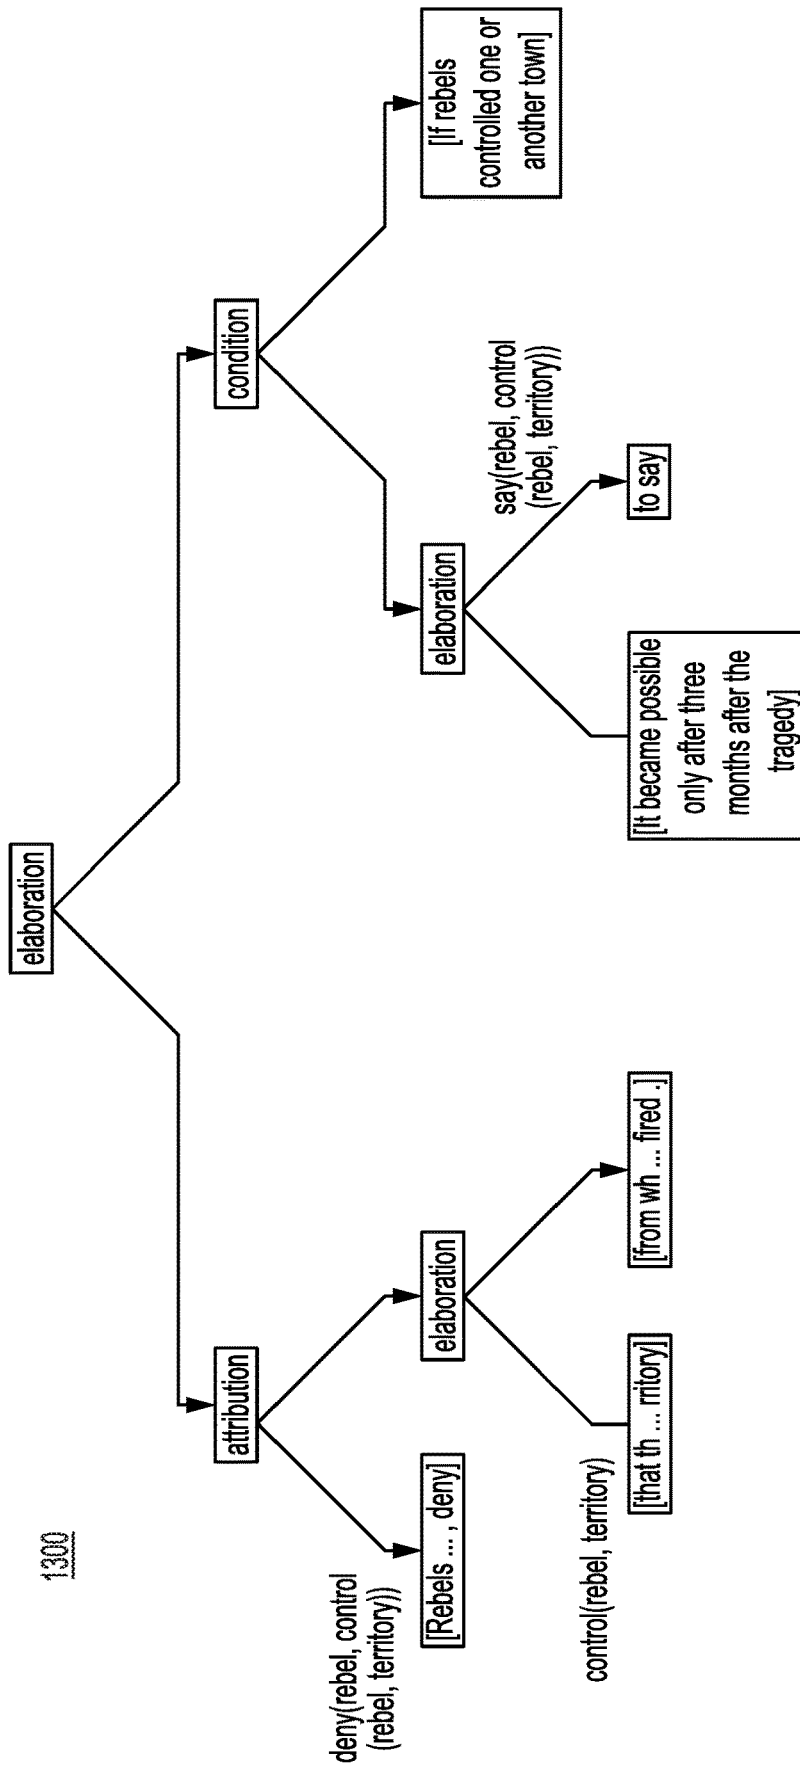 1300
elaboration
attribution
condition
deny(rebel, control
(rebel, territory))
[Rebels ... , deny]
elaboration
elaboration
[If rebels
controlled one or
another town]
control(rebel, territory)
[that th ... rritory]
[from wh ... fired .]
say(rebel, control
(rebel, territory))
[It became possible
only after three
months after the
tragedy]
to say